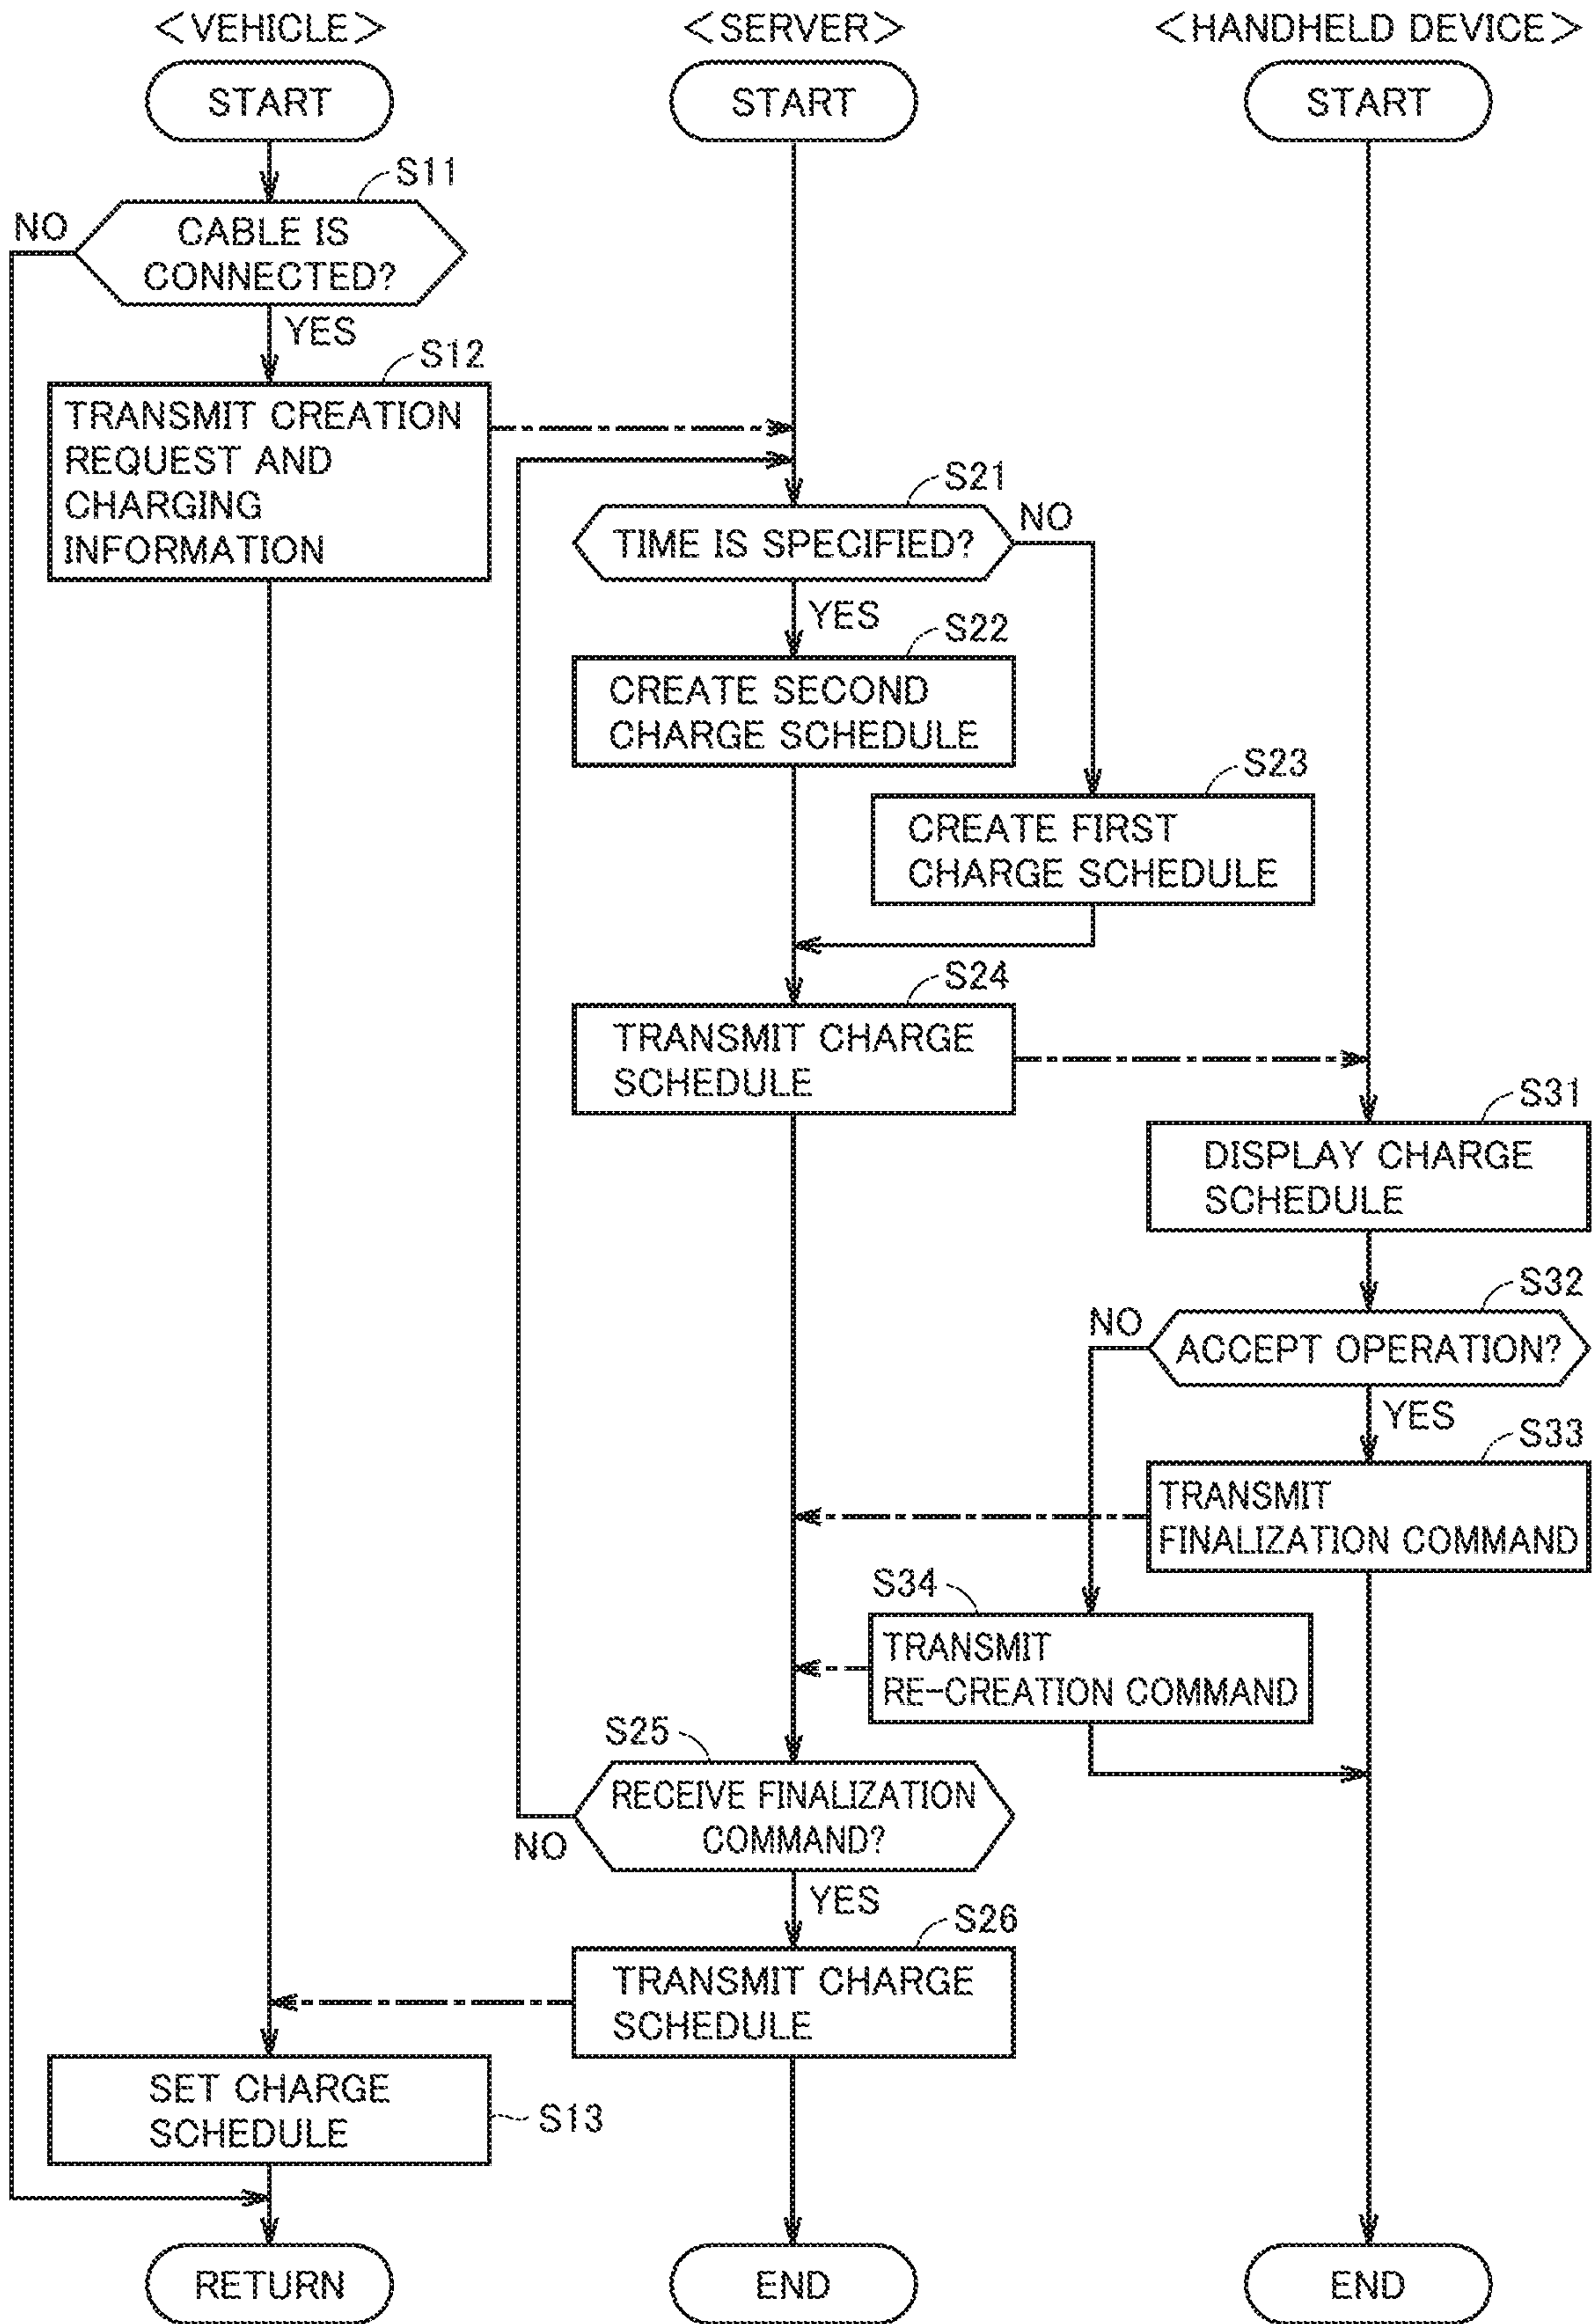 <VEHICLE>
<SERVER>
<HANDHELD DEVICE>
START
START
START
S11
NO
CABLE IS
CONNECTED?
YES
S12
TRANSMIT CREATION
REQUEST AND
CHARGING
INFORMATION
S21
TIME IS SPECIFIED?
NO
YES
S22
CREATE SECOND
CHARGE SCHEDULE
S23
CREATE FIRST
CHARGE SCHEDULE
S24
TRANSMIT CHARGE
SCHEDULE
S31
DISPLAY CHARGE
SCHEDULE
S32
NO
ACCEPT OPERATION?
YES
S33
TRANSMIT
FINALIZATION COMMAND
S34
TRANSMIT
RE-CREATION COMMAND
S25
RECEIVE FINALIZATION
COMMAND?
NO
YES
S26
TRANSMIT CHARGE
SCHEDULE
SET CHARGE
SCHEDULE
S13
RETURN
END
END